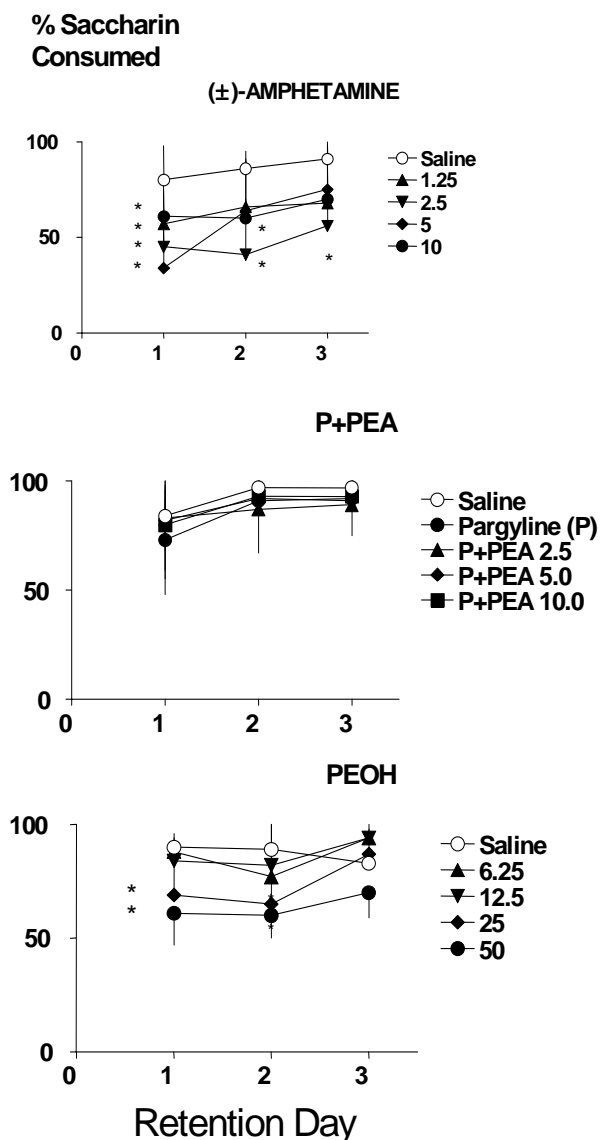 % Saccharin
Consumed
(±)-AMPHETAMINE
100
50
0
0 1 2 3
* * * *
* *
*
Saline
1.25
2.5
5
10
P+PEA
100
50
0
0 1 2 3
Saline
Pargyline (P)
P+PEA 2.5
P+PEA 5.0
P+PEA 10.0
PEOH
100
50
0
0 1 2 3
* *
* *
Saline
6.25
12.5
25
50
Retention Day